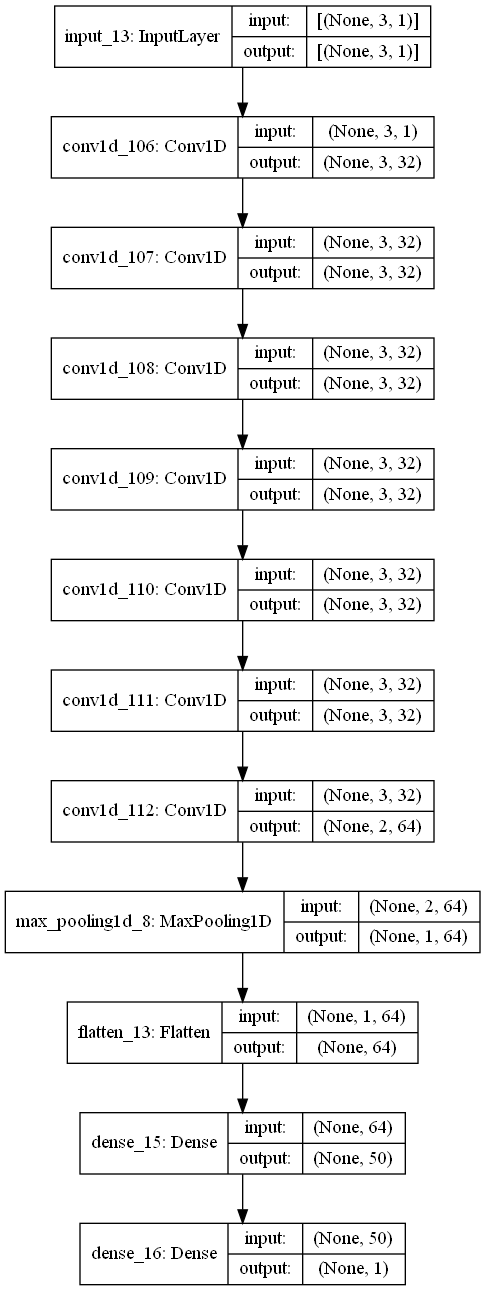 input_13: InputLayer
input: [(None, 3, 1)]
output: [(None, 3, 1)]
conv1d_106: Conv1D
input: (None, 3, 1)
output: (None, 3, 32)
conv1d_107: Conv1D
input: (None, 3, 32)
output: (None, 3, 32)
conv1d_108: Conv1D
input: (None, 3, 32)
output: (None, 3, 32)
conv1d_109: Conv1D
input: (None, 3, 32)
output: (None, 3, 32)
conv1d_110: Conv1D
input: (None, 3, 32)
output: (None, 3, 32)
conv1d_111: Conv1D
input: (None, 3, 32)
output: (None, 3, 32)
conv1d_112: Conv1D
input: (None, 3, 32)
output: (None, 2, 64)
max_pooling1d_8: MaxPooling1D
input: (None, 2, 64)
output: (None, 1, 64)
flatten_13: Flatten
input: (None, 1, 64)
output: (None, 64)
dense_15: Dense
input: (None, 64)
output: (None, 50)
dense_16: Dense
input: (None, 50)
output: (None, 1)